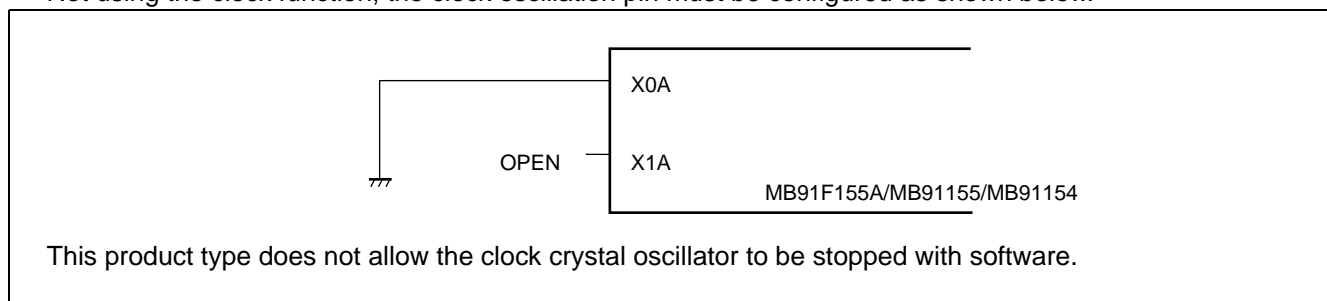 Not using the clock function, the clock oscillation pin must be configured as shown below.
X0A
OPEN X1A
MB91F155A/MB91155/MB91154
This product type does not allow the clock crystal oscillator to be stopped with software.